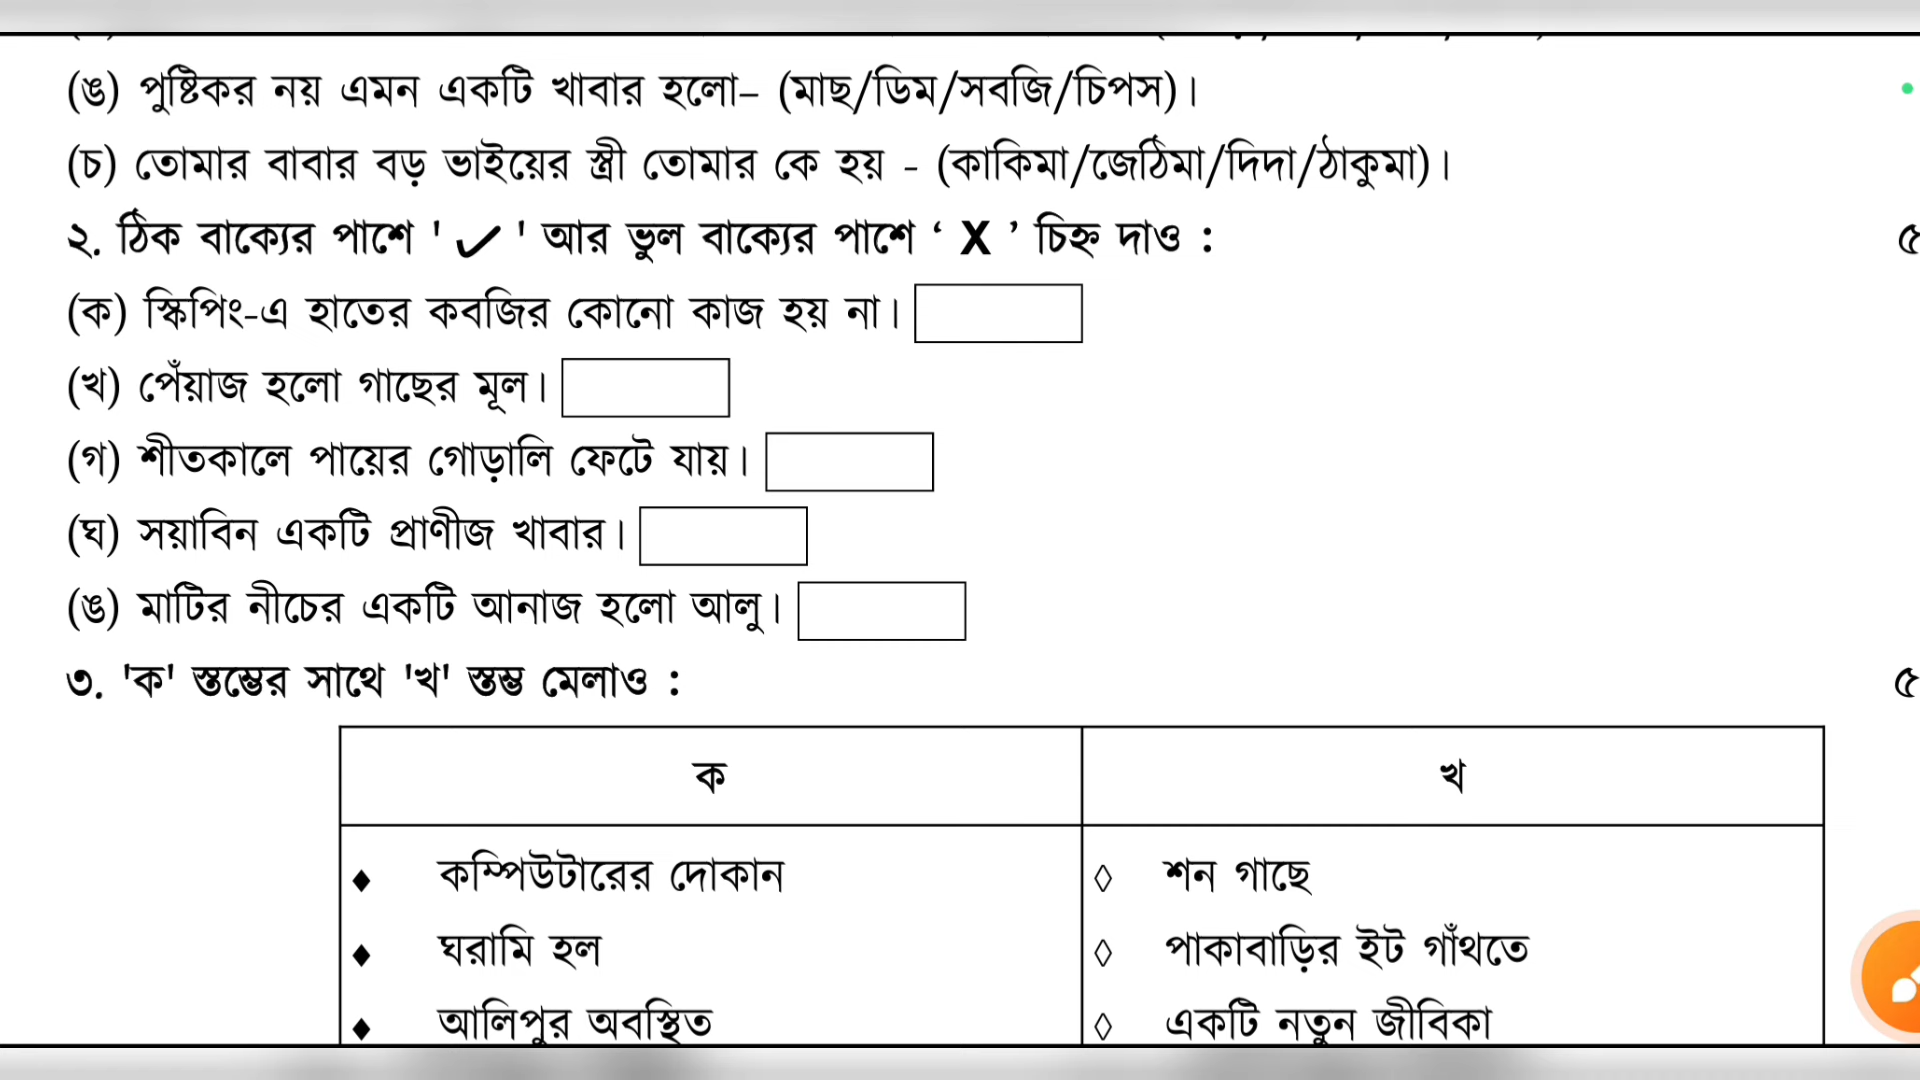 (ঙ) পুষ্টিকর নয় এমন একটি খাবার হলো– (মাছ/ডিম/সবজি/চিপস)।
(চ) তোমার বাবার বড় ভাইয়ের স্ত্রী তোমার কে হয় - (কাকিমা/জেঠিমা/দিদা/ঠাকুমা)।
২. ঠিক বাক্যের পাশে ' ✓ ' আর ভুল বাক্যের পাশে ‘ X ’ চিহ্ন দাও : ৫
(ক) স্কিপিং-এ হাতের কবজির কোনো কাজ হয় না।
(খ) পেঁয়াজ হলো গাছের মূল।
(গ) শীতকালে পায়ের গোড়ালি ফেটে যায়।
(ঘ) সয়াবিন একটি প্রাণীজ খাবার।
(ঙ) মাটির নীচের একটি আনাজ হলো আলু।
৩. 'ক' স্তম্ভের সাথে 'খ' স্তম্ভ মেলাও : ৫
ক খ
♦ কম্পিউটারের দোকান ◊ শন গাছে
♦ ঘরামি হল ◊ পাকাবাড়ির ইট গাঁথতে
♦ আলিপুর অবস্থিত ◊ একটি নতুন জীবিকা